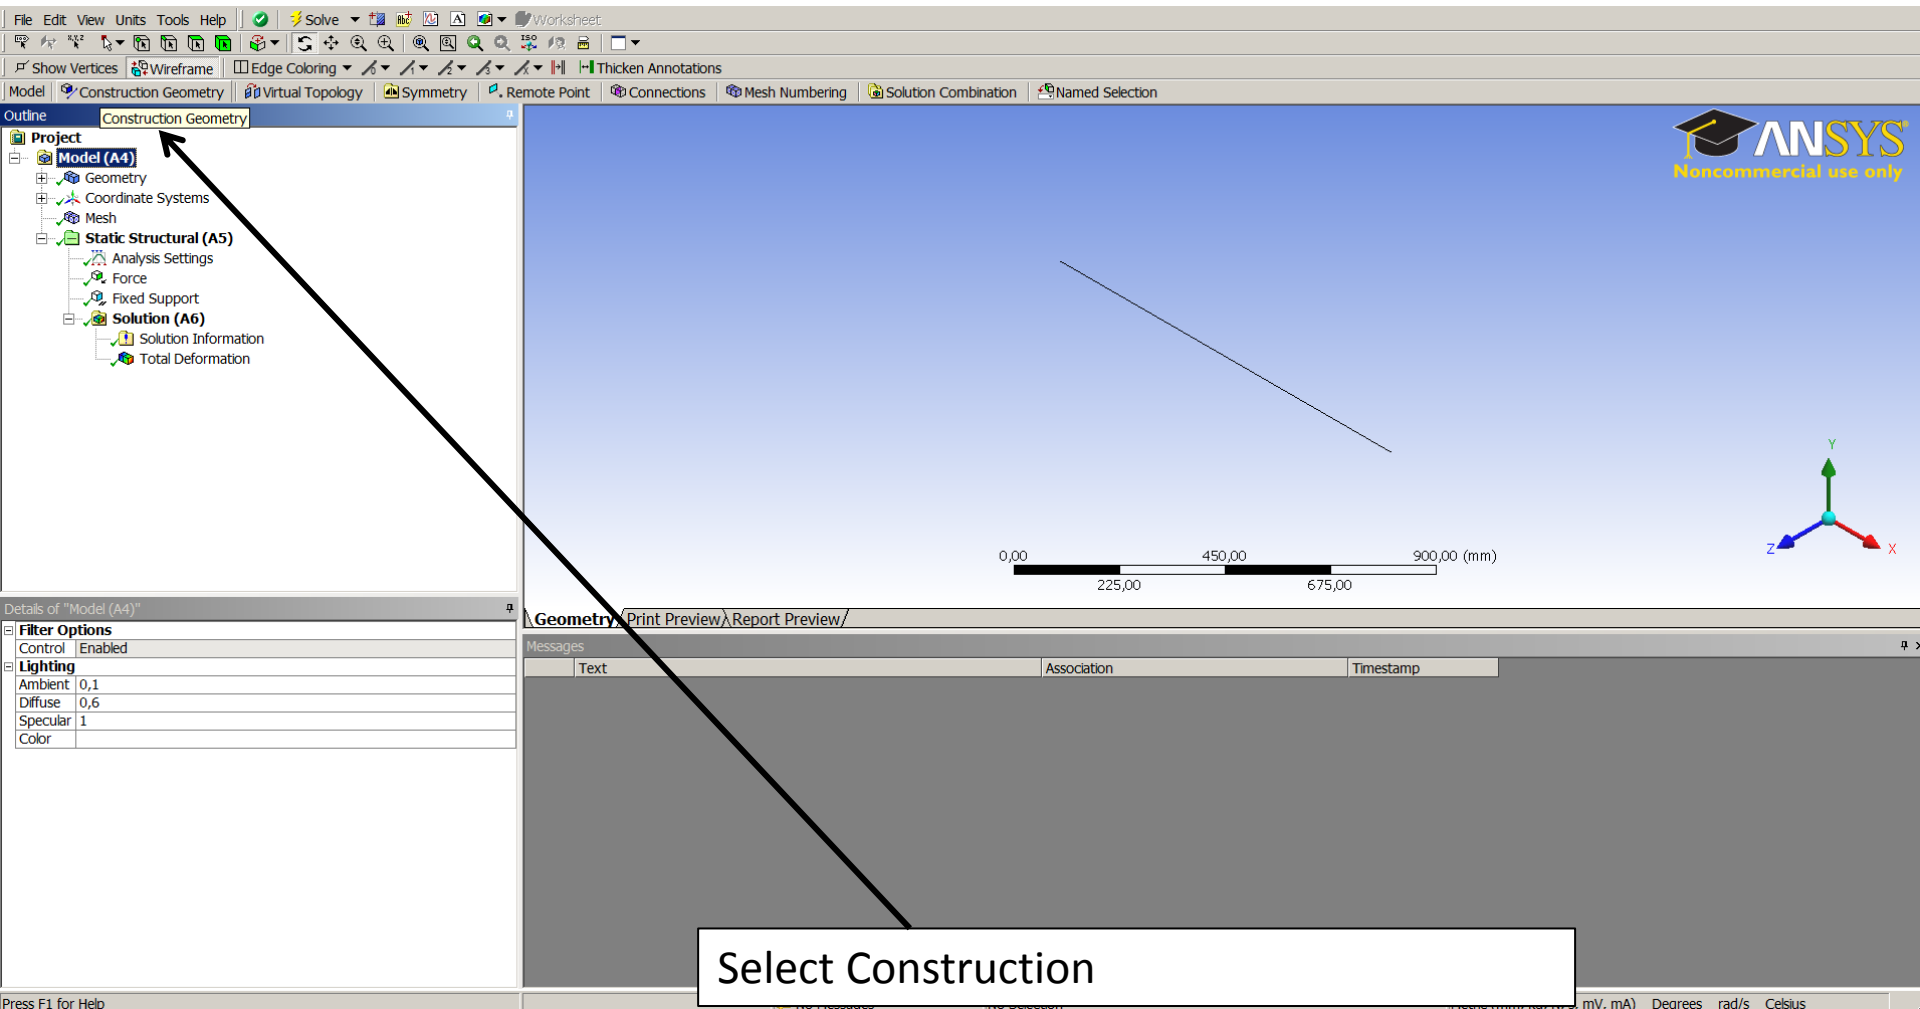 File Edit View Units Tools Help Solve Worksheet
Show Vertices Wireframe Edge Coloring Thicken Annotations
Model Construction Geometry Virtual Topology Symmetry Remote Point Connections Mesh Numbering Solution Combination Named Selection
Outline
Construction Geometry
Project
Model (A4)
Geometry
Coordinate Systems
Mesh
Static Structural (A5)
Analysis Settings
Force
Fixed Support
Solution (A6)
Solution Information
Total Deformation
ANSYS
Noncommercial use only
Y
Z
X
0,00 450,00 900,00 (mm)
225,00 675,00
Geometry Print Preview Report Preview
Details of "Model (A4)"
Filter Options
Control Enabled
Lighting
Ambient 0,1
Diffuse 0,6
Specular 1
Color
Messages
Text Association Timestamp
Select Construction
Press F1 for Help
mV, mA) Degrees rad/s Celsius